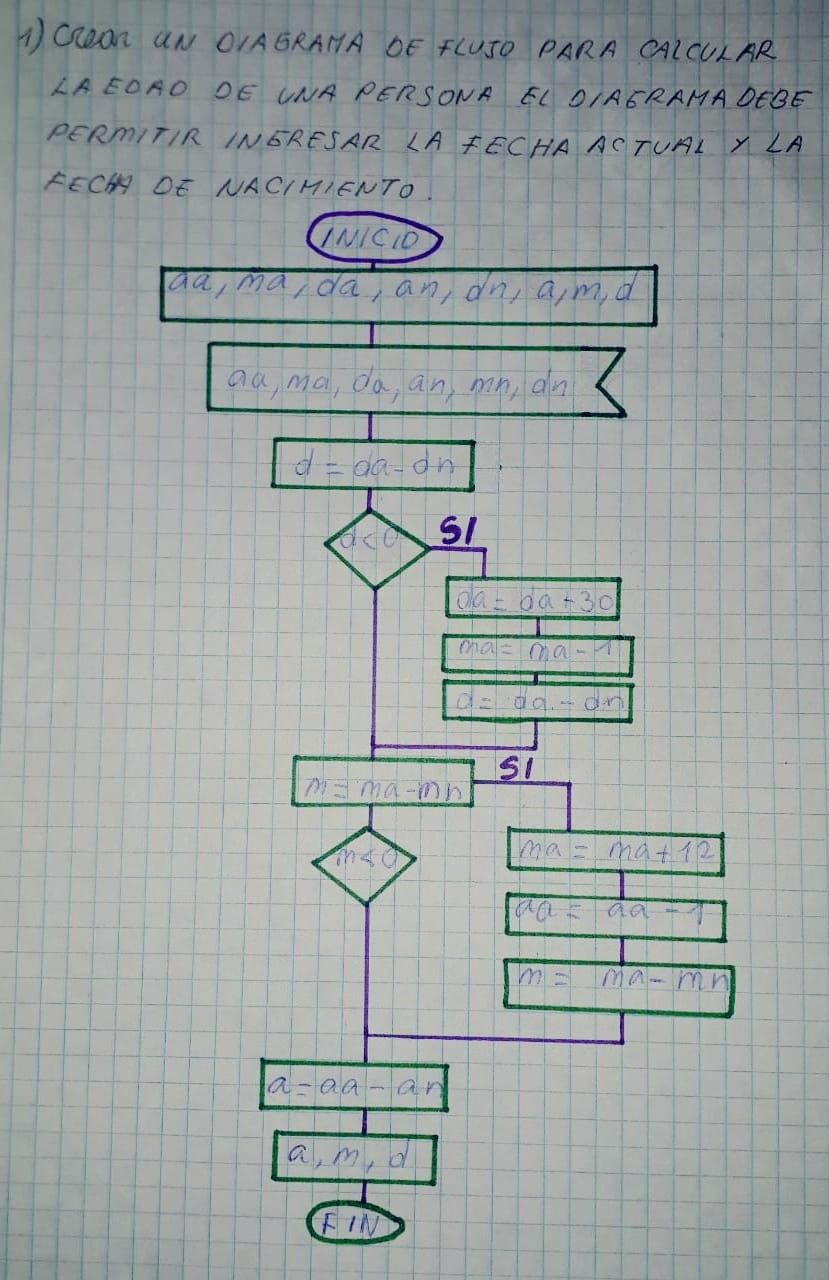 1) Crear UN DIAGRAMA DE FLUJO PARA CALCULAR
LA EDAD DE UNA PERSONA EL DIAGRAMA DEBE
PERMITIR INGRESAR LA FECHA ACTUAL Y LA
FECHA DE NACIMIENTO.
INICIO
aa, ma, da, an, dn, a, m, d
aa, ma, da, an, mn, dn
d = da - dn
d < 0
SI
da = da + 30
ma = ma - 1
d = da - dn
m = ma - mn
SI
m < 0
ma = ma + 12
aa = aa - 1
m = ma - mn
a = aa - an
a, m, d
FIN